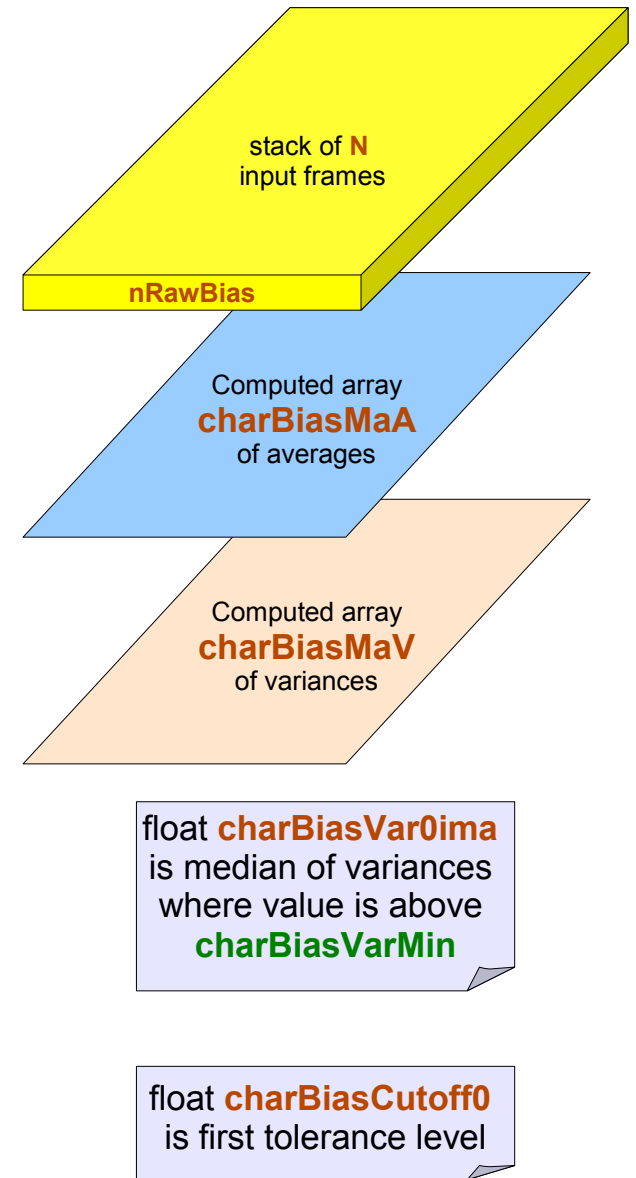 stack of N
input frames
nRawBias
Computed array
charBiasMaA
of averages
Computed array
charBiasMaV
of variances
float charBiasVar0ima
is median of variances
where value is above
charBiasVarMin
float charBiasCutoff0
is first tolerance level